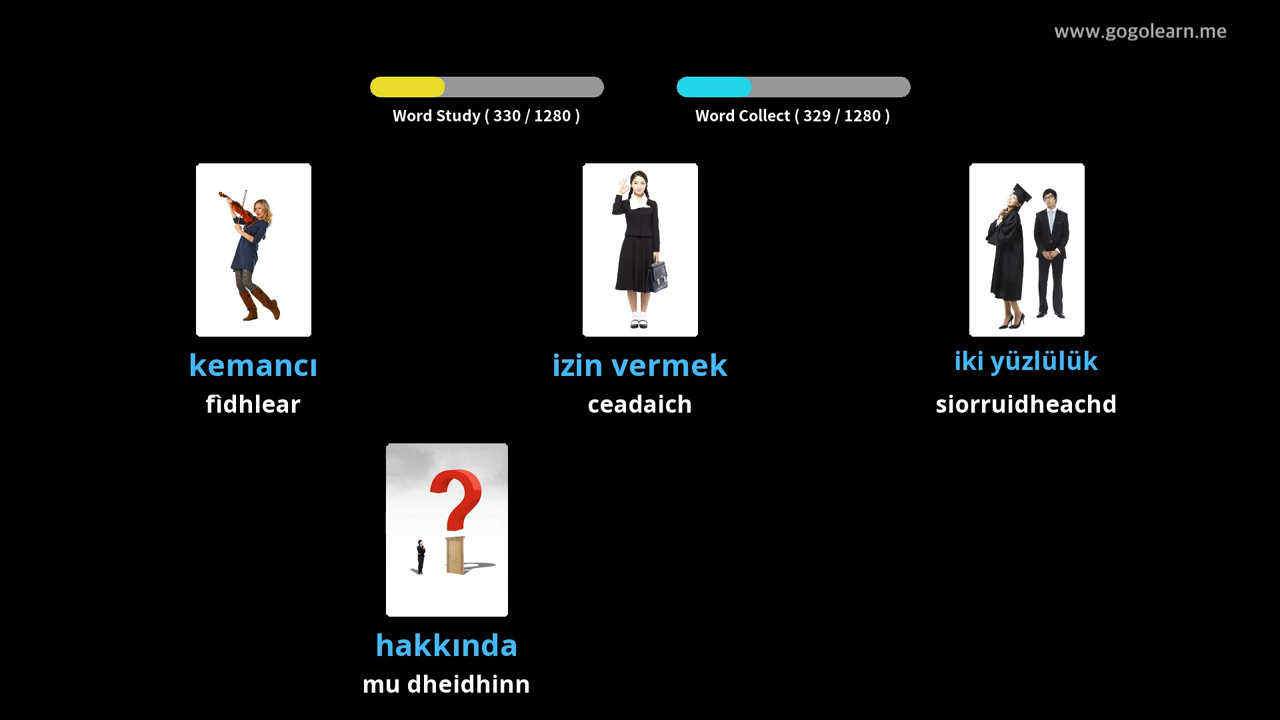 www.gogolearn.me
Word Study ( 330 / 1280 )
Word Collect ( 329 / 1280 )
kemancı
fìdhlear
izin vermek
ceadaich
iki yüzlülük
siorruidheachd
hakkında
mu dheidhinn